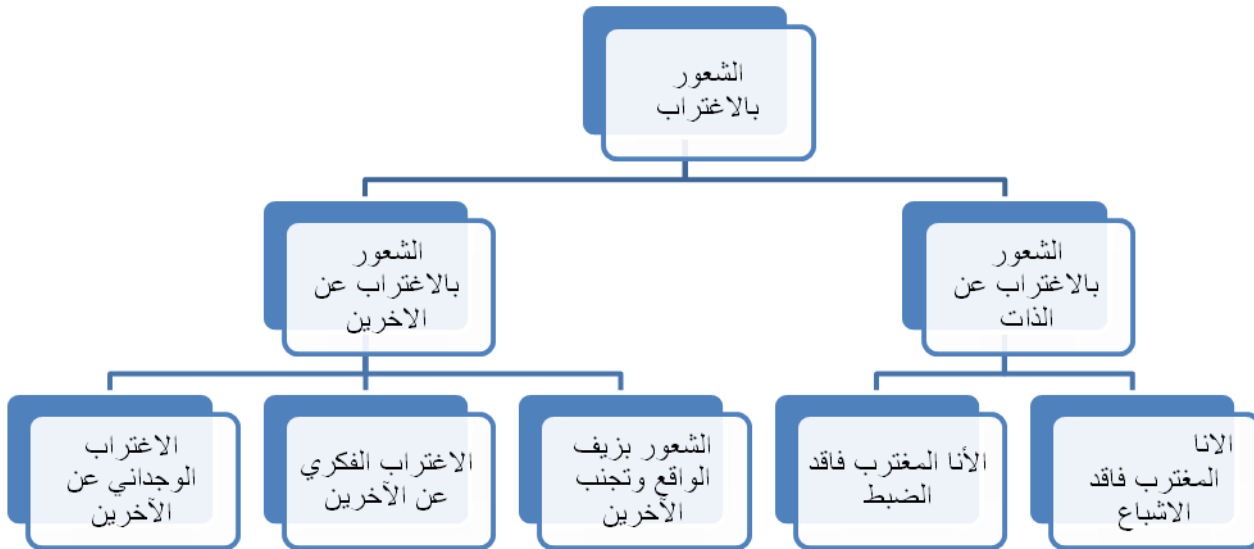 الشعور
بالاغتراب
الشعور
بالاغتراب عن
الذات
الشعور
بالاغتراب عن
الاخرين
الانا
المغترب فاقد
الاشباع
الأنا المغترب فاقد
الضبط
الشعور بزيف
الواقع وتجنب
الآخرين
الاغتراب الفكري
عن الآخرين
الاغتراب
الوجداني عن
الآخرين